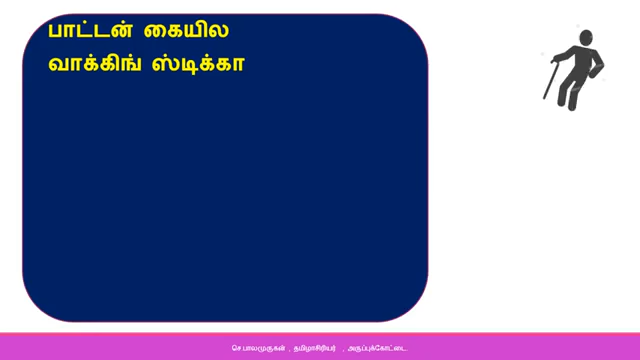 பாட்டன் கையில
வாக்கிங் ஸ்டிக்கா
செ.பாலமுருகன் , தமிழாசிரியர் , அருப்புக்கோட்டை.